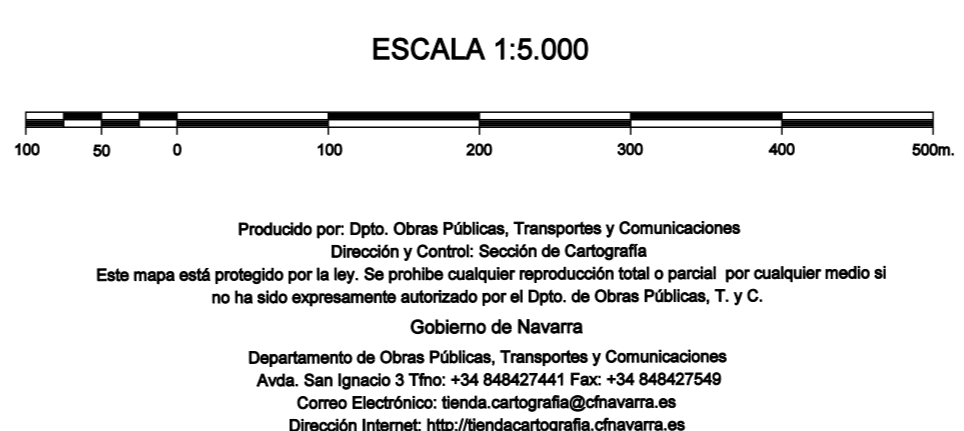 ESCALA 1:5.000
100 50 0 100 200 300 400 500m.
Producido por: Dpto. Obras Públicas, Transportes y Comunicaciones
Dirección y Control: Sección de Cartografía
Este mapa está protegido por la ley. Se prohibe cualquier reproducción total o parcial por cualquier medio si
no ha sido expresamente autorizado por el Dpto. de Obras Públicas, T. y C.
Gobierno de Navarra
Departamento de Obras Públicas, Transportes y Comunicaciones
Avda. San Ignacio 3 Tfno: +34 848427441 Fax: +34 848427549
Correo Electrónico: tienda.cartografia@cfnavarra.es
Dirección Internet: http://tiendacartografia.cfnavarra.es